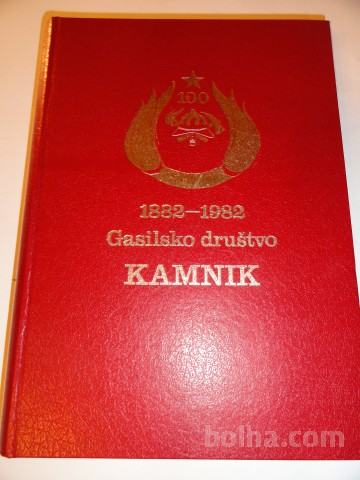 100
1882–1982
Gasilsko društvo
KAMNIK
bolha.com